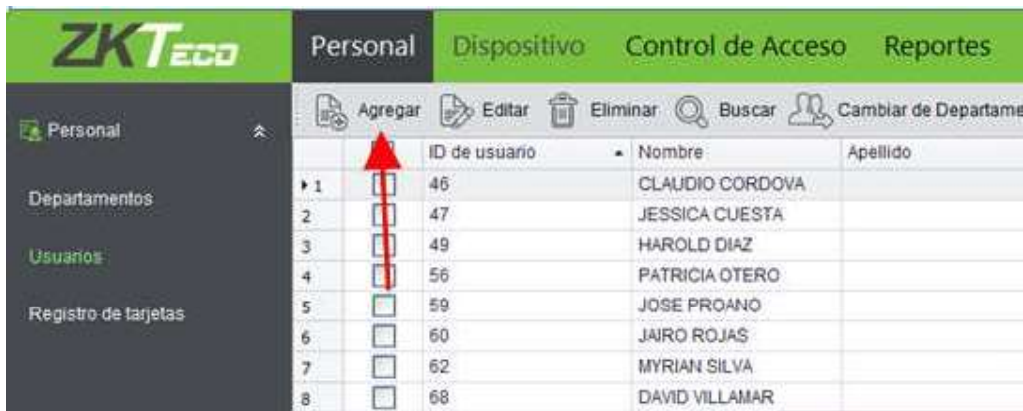 ZKTeco
Personal Dispositivo Control de Acceso Reportes
Agregar Editar Eliminar Buscar Cambiar de Departame
Personal
Departamentos
Usuarios
Registro de tarjetas
ID de usuario Nombre Apellido
1 46 CLAUDIO CORDOVA
2 47 JESSICA CUESTA
3 49 HAROLD DIAZ
4 56 PATRICIA OTERO
5 59 JOSE PROANO
6 60 JAIRO ROJAS
7 62 MYRIAN SILVA
8 68 DAVID VILLAMAR